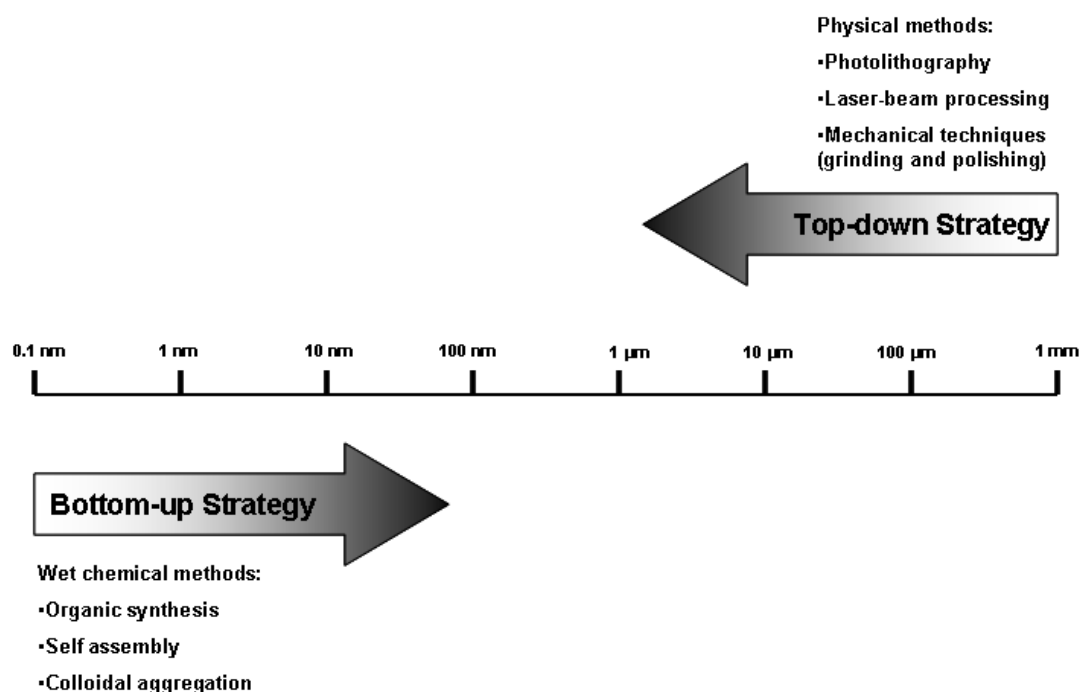 Physical methods:
•Photolithography
•Laser-beam processing
•Mechanical techniques
(grinding and polishing)
Top-down Strategy
0.1 nm 1 nm 10 nm 100 nm 1 µm 10 µm 100 µm 1 mm
Bottom-up Strategy
Wet chemical methods:
•Organic synthesis
•Self assembly
•Colloidal aggregation